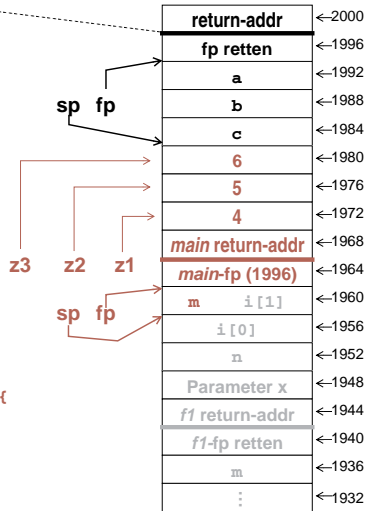 return-addr ←2000
fp retten ←1996
a ←1992
sp fp b ←1988
c ←1984
6 ←1980
5 ←1976
4 ←1972
z3 z2 z1 main return-addr ←1968
main-fp (1996) ←1964
sp fp m i[1] ←1960
i[0] ←1956
n ←1952
{ Parameter x ←1948
f1 return-addr ←1944
f1-fp retten ←1940
m ←1936
⋮ ←1932